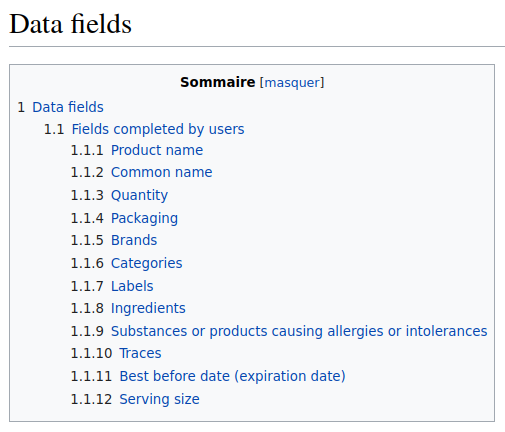 Data fields
Sommaire [masquer]
1 Data fields
1.1 Fields completed by users
1.1.1 Product name
1.1.2 Common name
1.1.3 Quantity
1.1.4 Packaging
1.1.5 Brands
1.1.6 Categories
1.1.7 Labels
1.1.8 Ingredients
1.1.9 Substances or products causing allergies or intolerances
1.1.10 Traces
1.1.11 Best before date (expiration date)
1.1.12 Serving size